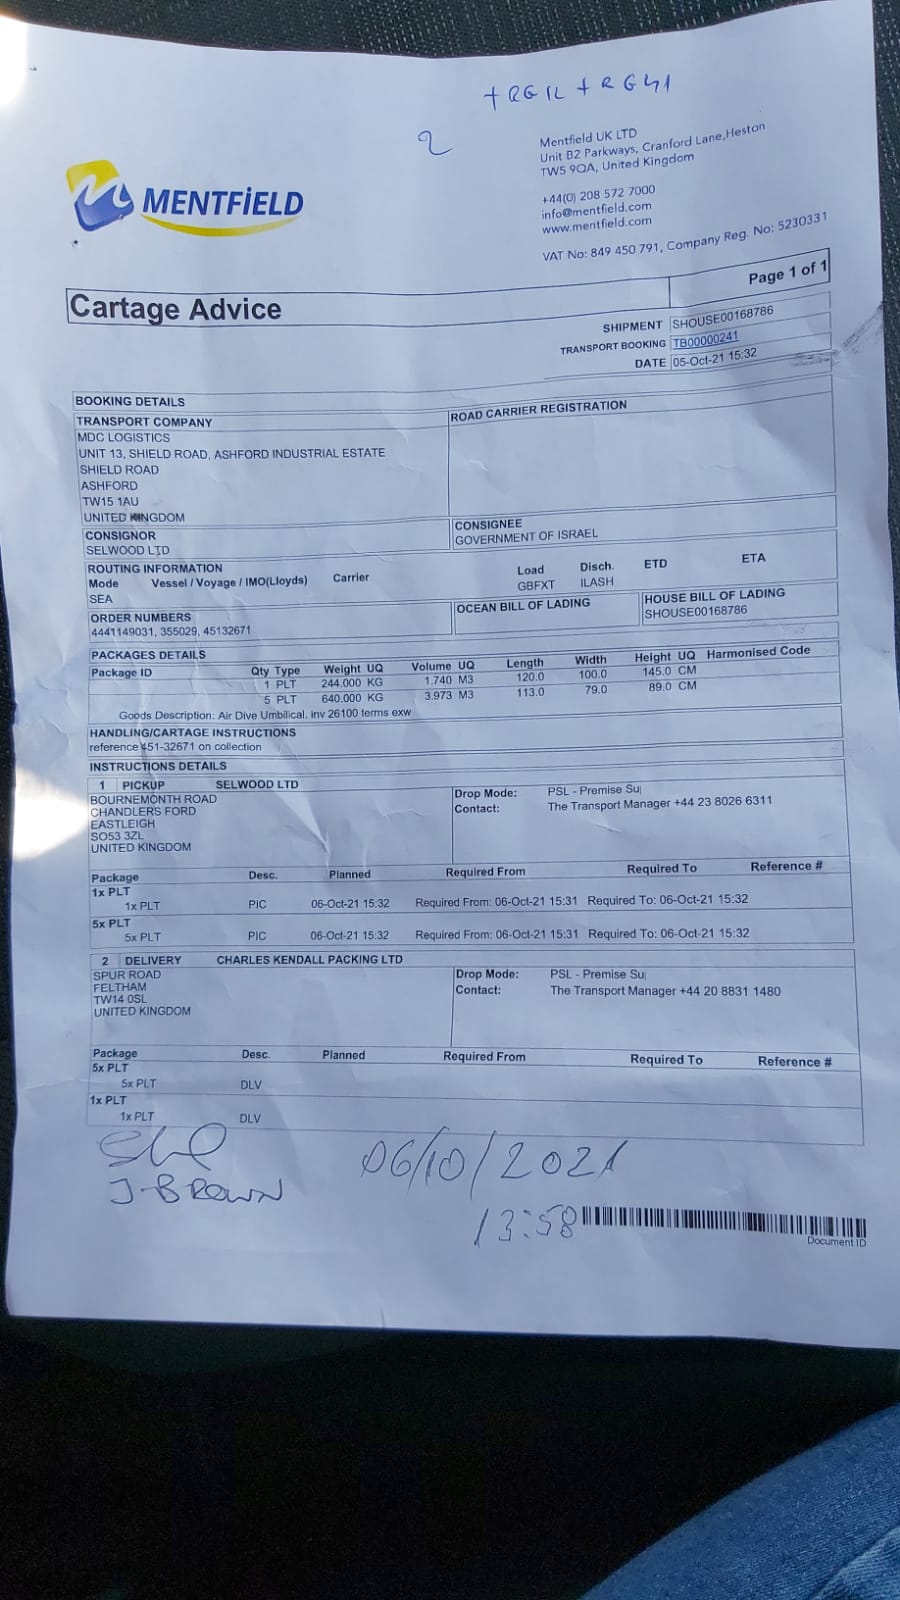 2
MENTFİELD
Mentfield UK LTD
Unit B2 Parkways, Cranford Lane,Heston
TW5 9QA, United Kingdom
+44(0) 208 572 7000
info@mentfield.com
www.mentfield.com
VAT No: 849 450 791, Company Reg. No: 5230331
Page 1 of 1
Cartage Advice
SHIPMENT SHOUSE00168786
TRANSPORT BOOKING TB00000241
DATE 05-Oct-21 15:32
BOOKING DETAILS
TRANSPORT COMPANY ROAD CARRIER REGISTRATION
MDC LOGISTICS
UNIT 13, SHIELD ROAD, ASHFORD INDUSTRIAL ESTATE
SHIELD ROAD
ASHFORD
TW15 1AU
UNITED KINGDOM
CONSIGNOR CONSIGNEE
SELWOOD LTD GOVERNMENT OF ISRAEL
ROUTING INFORMATION
Mode Vessel / Voyage / IMO(Lloyds) Carrier Load Disch. ETD ETA
SEA GBFXT ILASH
ORDER NUMBERS OCEAN BILL OF LADING HOUSE BILL OF LADING
4441149031, 355029, 45132671 SHOUSE00168786
PACKAGES DETAILS
Package ID Qty Type Weight UQ Volume UQ Length Width Height UQ Harmonised Code
1 PLT 244.000 KG 1.740 M3 120.0 100.0 145.0 CM
5 PLT 640.000 KG 3.973 M3 113.0 79.0 89.0 CM
Goods Description: Air Dive Umbilical. inv 26100 terms exw
HANDLING/CARTAGE INSTRUCTIONS
reference 451-32671 on collection
INSTRUCTIONS DETAILS
1 PICKUP SELWOOD LTD
BOURNEMONTH ROAD
CHANDLERS FORD
EASTLEIGH
SO53 3ZL
UNITED KINGDOM
Drop Mode: PSL - Premise Su
Contact: The Transport Manager +44 23 8026 6311
Package Desc. Planned Required From Required To Reference #
1x PLT
1x PLT PIC 06-Oct-21 15:32 Required From: 06-Oct-21 15:31 Required To: 06-Oct-21 15:32
5x PLT
5x PLT PIC 06-Oct-21 15:32 Required From: 06-Oct-21 15:31 Required To: 06-Oct-21 15:32
2 DELIVERY CHARLES KENDALL PACKING LTD
SPUR ROAD
FELTHAM
TW14 0SL
UNITED KINGDOM
Drop Mode: PSL - Premise Su
Contact: The Transport Manager +44 20 8831 1480
Package Desc. Planned Required From Required To Reference #
5x PLT
5x PLT DLV
1x PLT
1x PLT DLV
J-BROWN
06/10/2021
13:58
Document ID